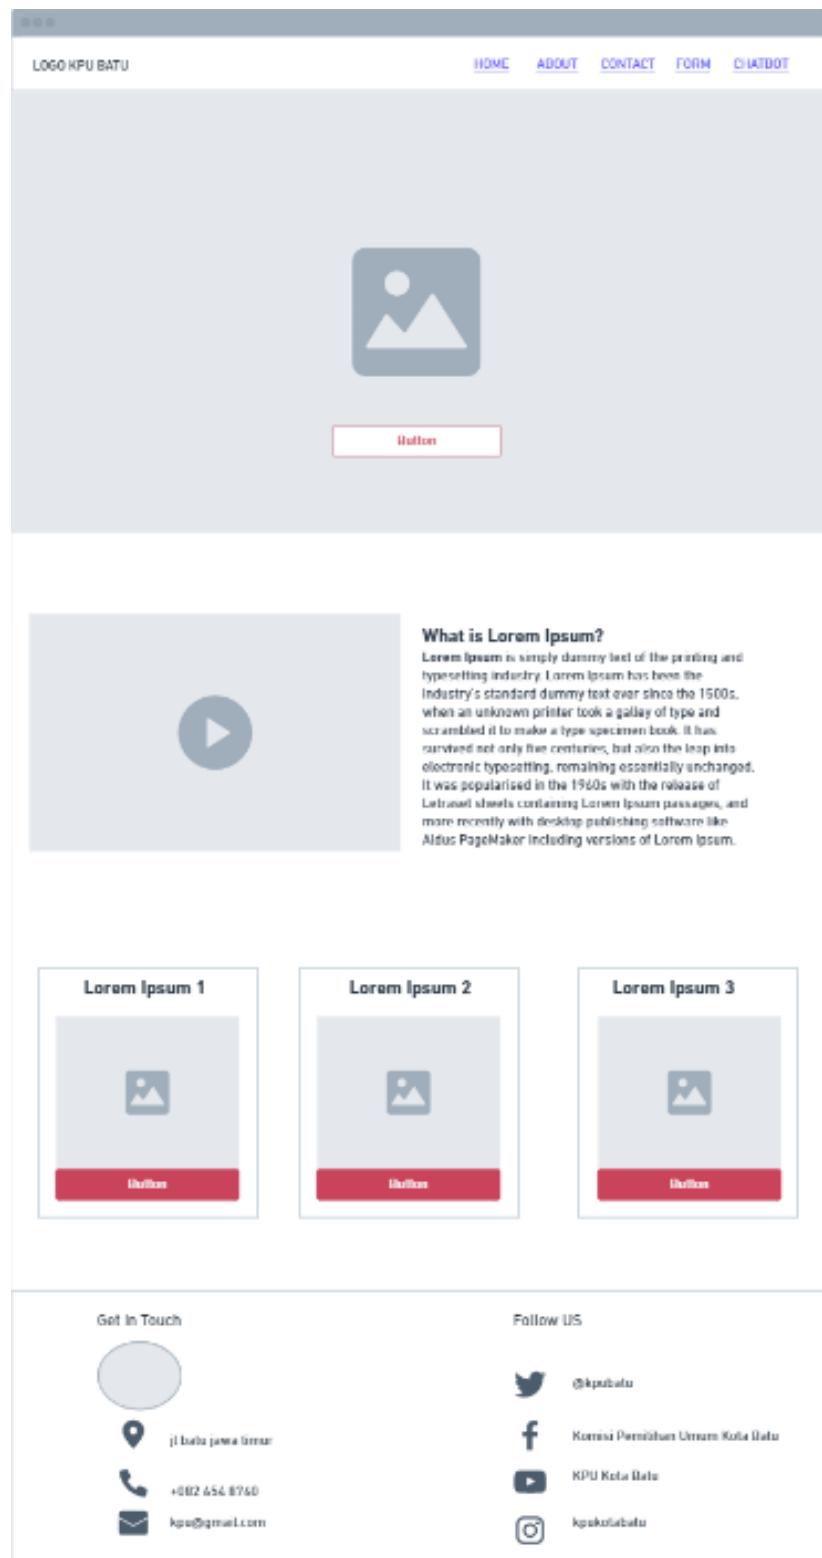 LOGO KPU BATU
HOME ABOUT CONTACT FORM CHATBOT
Button
What is Lorem Ipsum?
Lorem Ipsum is simply dummy text of the printing and
typesetting industry. Lorem Ipsum has been the
industry's standard dummy text ever since the 1500s,
when an unknown printer took a galley of type and
scrambled it to make a type specimen book. It has
survived not only five centuries, but also the leap into
electronic typesetting, remaining essentially unchanged.
It was popularised in the 1960s with the release of
Letraset sheets containing Lorem Ipsum passages, and
more recently with desktop publishing software like
Aldus PageMaker including versions of Lorem Ipsum.
Lorem Ipsum 1
Button
Lorem Ipsum 2
Button
Lorem Ipsum 3
Button
Get In Touch
jl batu jawa timur
+082 454 8760
kpu@gmail.com
Follow US
@kpubatu
Komisi Pemilihan Umum Kota Batu
KPU Kota Batu
kpukotabatu